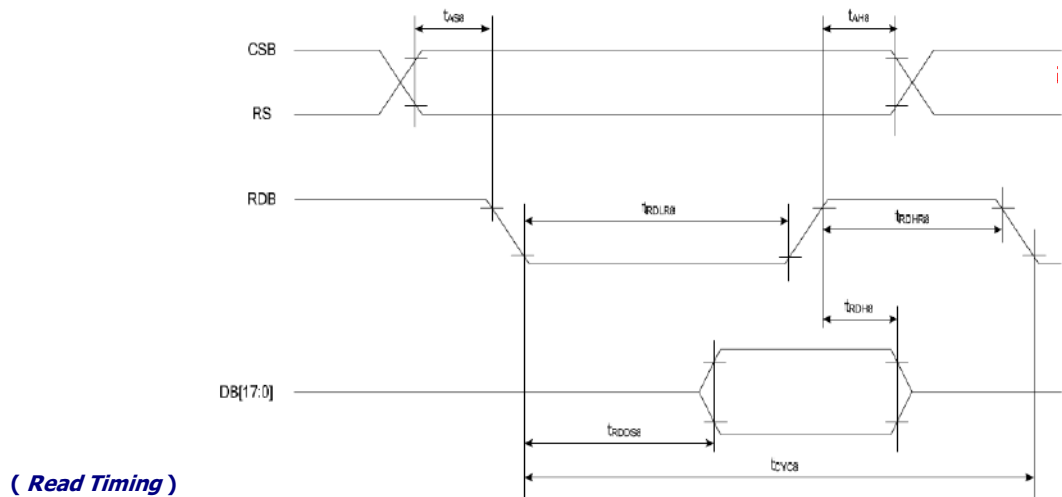 tAS8 tAH8
CSB
RS
RDB
tRDLR8
tRDHR8
tRDH8
DB[17:0]
tRDDS8
tCYC8
( Read Timing )